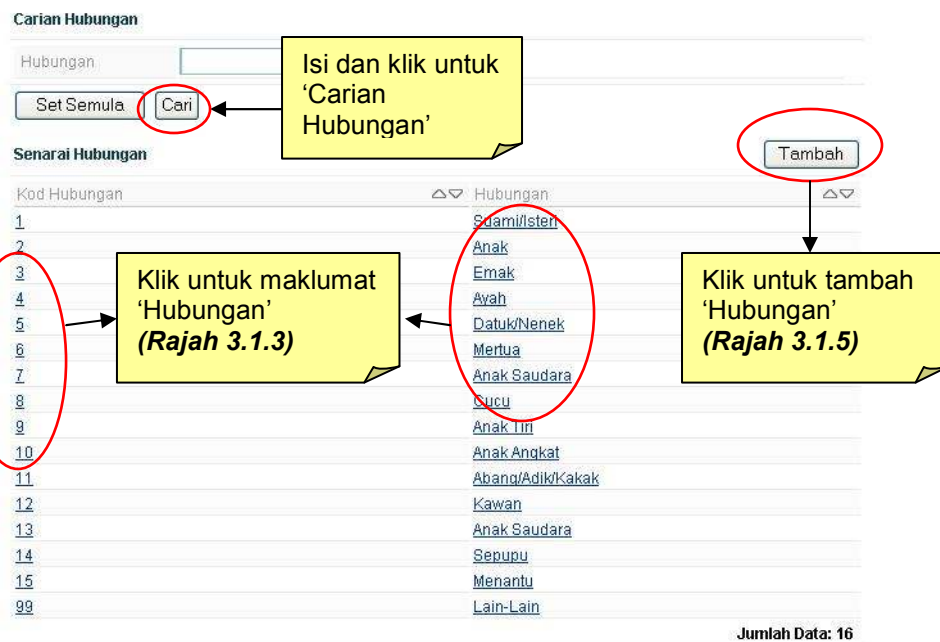 Carian Hubungan
Hubungan
Isi dan klik untuk
‘Carian
Hubungan’
Set Semula Cari
Senarai Hubungan Tambah
Kod Hubungan Hubungan
1 Suami/Isteri
2 Anak
3 Emak
4 Ayah
5 Datuk/Nenek
6 Mertua
7 Anak Saudara
8 Cucu
9 Anak Tiri
10 Anak Angkat
11 Abang/Adik/Kakak
12 Kawan
13 Anak Saudara
14 Sepupu
15 Menantu
99 Lain-Lain
Klik untuk maklumat
‘Hubungan’
(Rajah 3.1.3)
Klik untuk tambah
‘Hubungan’
(Rajah 3.1.5)
Jumlah Data: 16